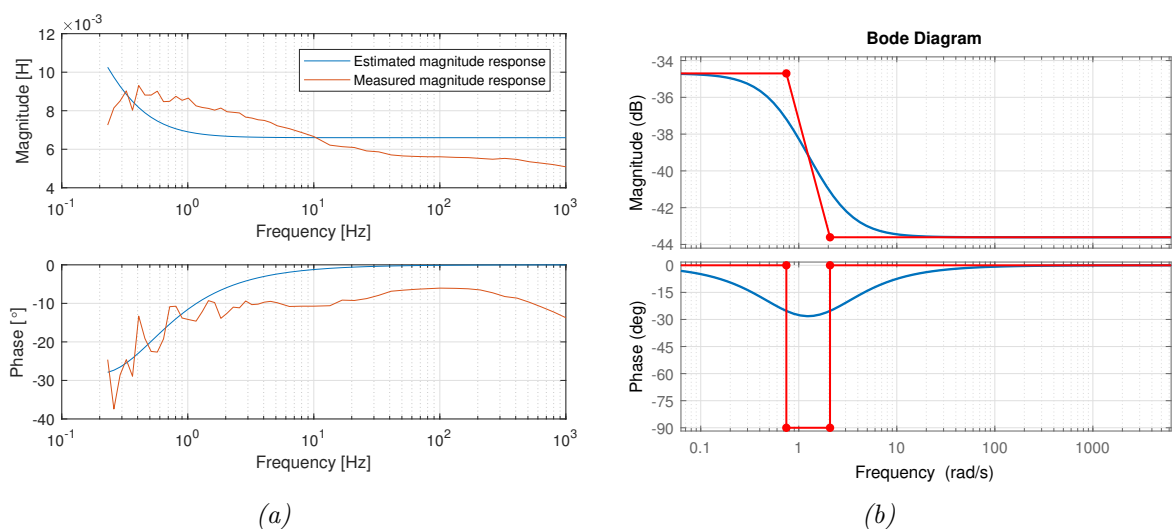 ×10⁻³
12
10
8
6
4
Magnitude [H]
Estimated magnitude response
Measured magnitude response
10⁻¹ 10⁰ 10¹ 10² 10³
Frequency [Hz]
0
-10
-20
-30
-40
Phase [°]
10⁻¹ 10⁰ 10¹ 10² 10³
Frequency [Hz]
(a)
Bode Diagram
-34
-36
-38
-40
-42
-44
Magnitude (dB)
0
-15
-30
-45
-60
-75
-90
Phase (deg)
0.1 1 10 100 1000
Frequency (rad/s)
(b)